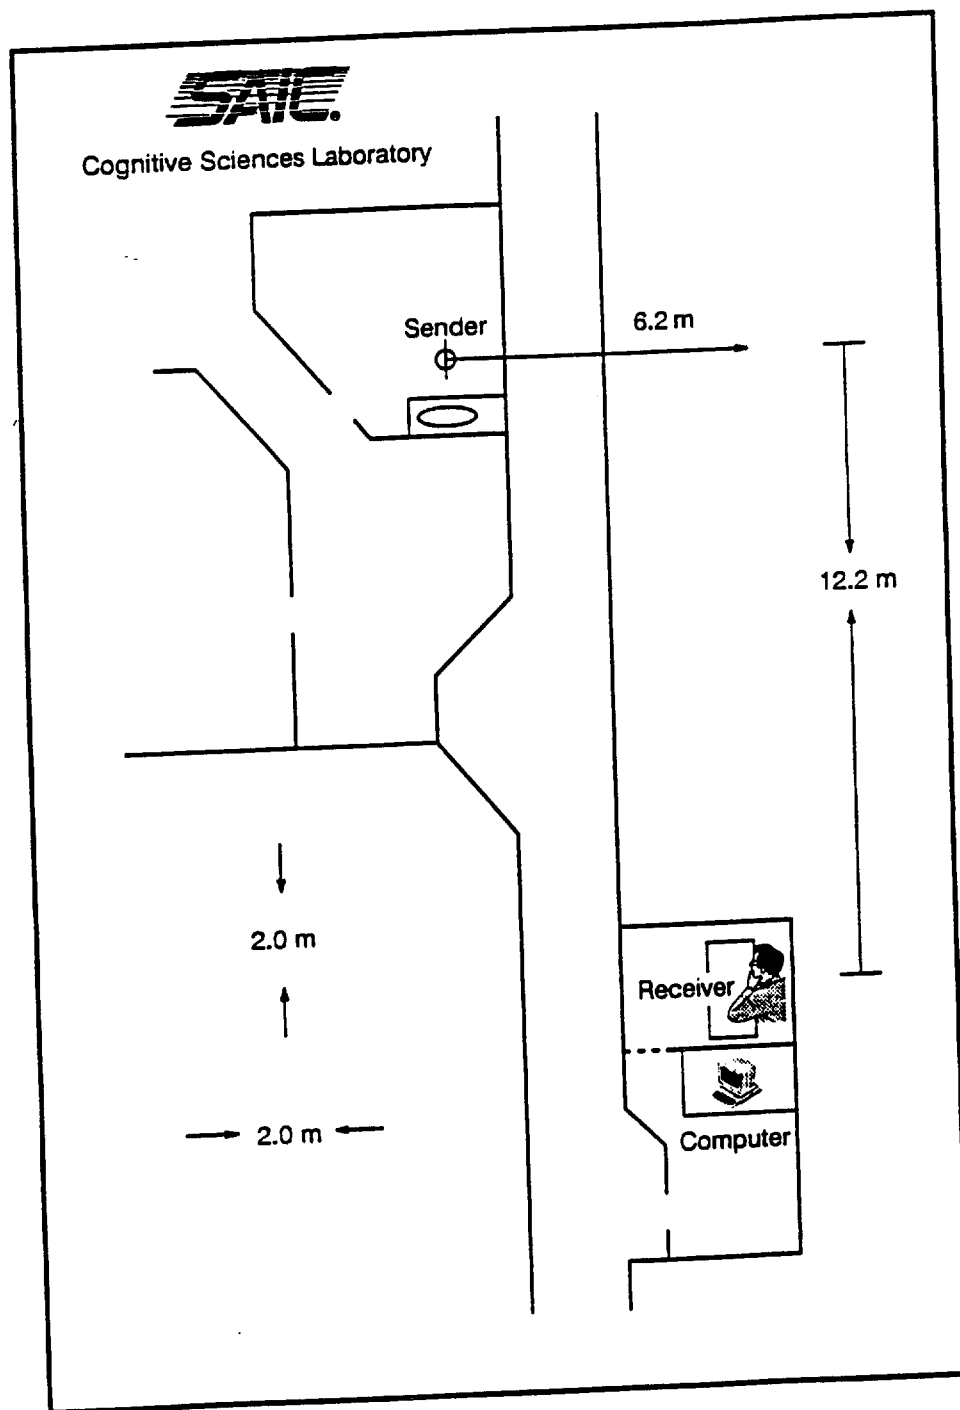 SAIC.
Cognitive Sciences Laboratory
Sender
6.2 m
12.2 m
2.0 m
Receiver
2.0 m
Computer